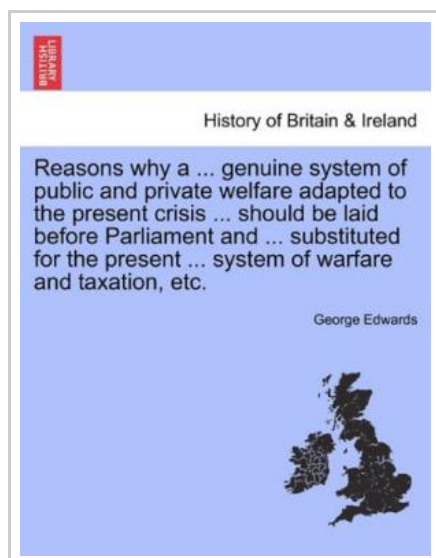 BRITISH
LIBRARY
History of Britain & Ireland
Reasons why a ... genuine system of
public and private welfare adapted to
the present crisis ... should be laid
before Parliament and ... substituted
for the present ... system of warfare
and taxation, etc.
George Edwards